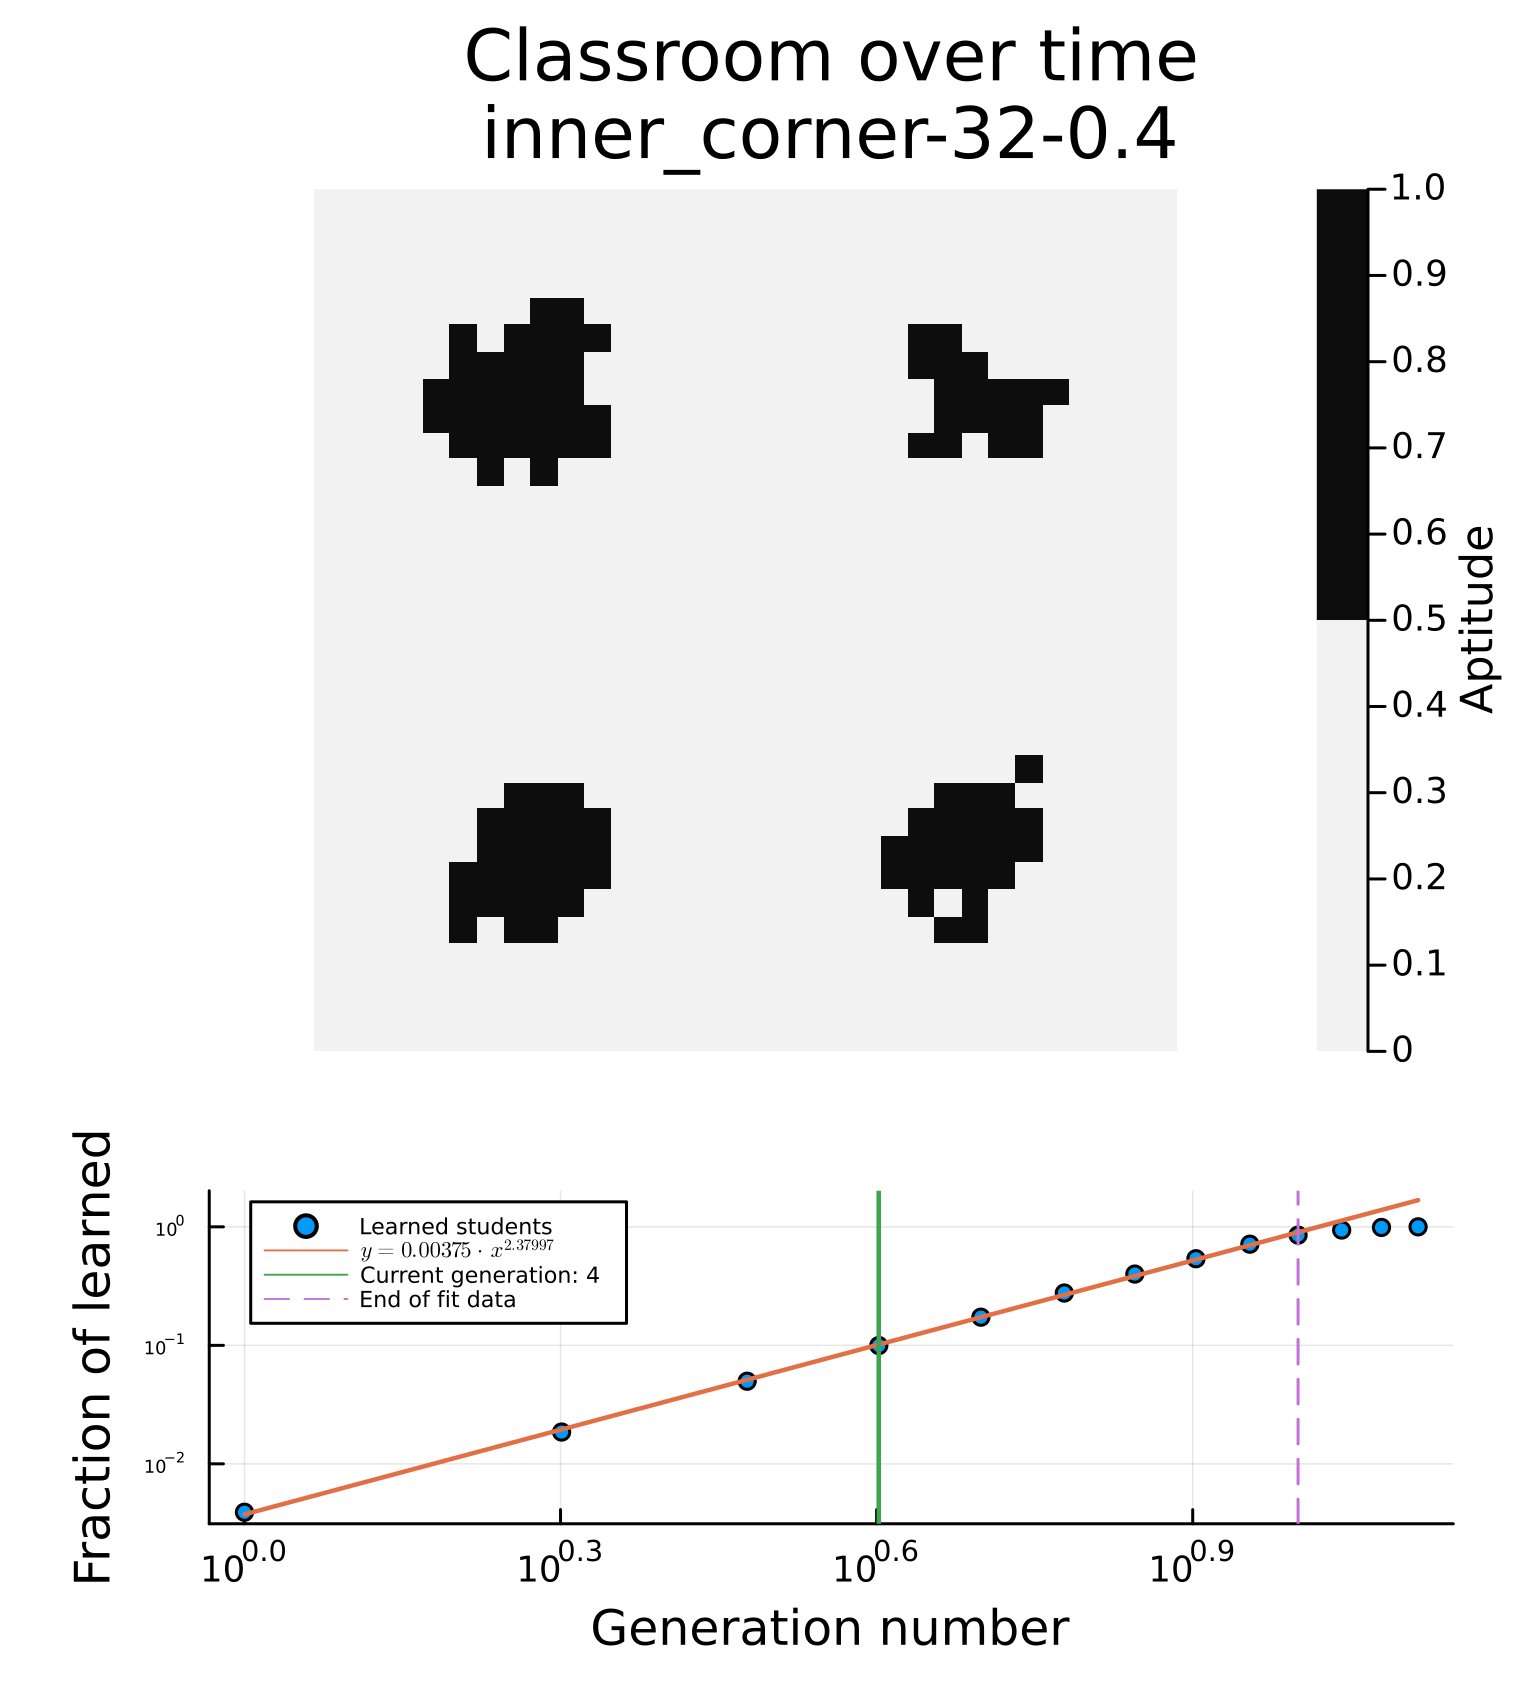 Classroom over time
inner_corner-32-0.4
1.0
0.9
0.8
0.7
0.6
0.5
0.4
0.3
0.2
0.1
0
Aptitude
Fraction of learned
10^0
10^-1
10^-2
Learned students
y = 0.00375 · x^2.37997
Current generation: 4
End of fit data
10^0.0 10^0.3 10^0.6 10^0.9
Generation number